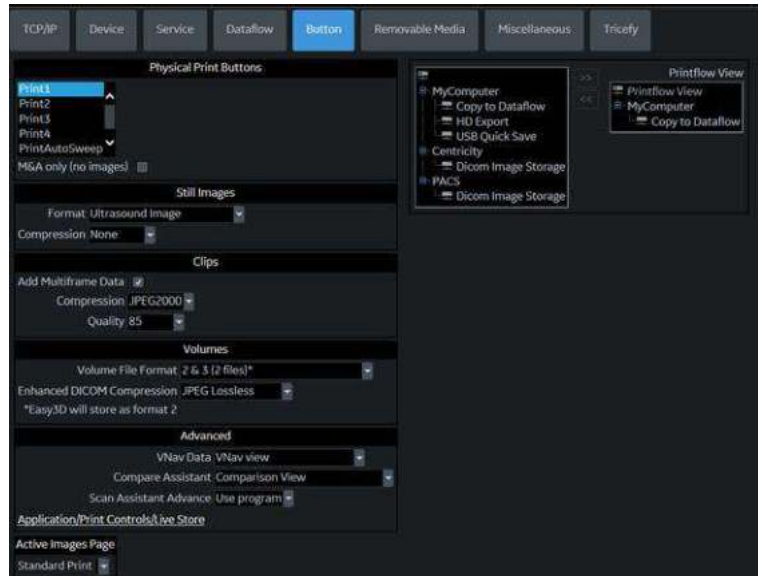 TCP/IP Device Service Dataflow Button Removable Media Miscellaneous Tricefy
Physical Print Buttons
Print1
Print2
Print3
Print4
PrintAutoSweep
M&A only (no images)
Still Images
Format Ultrasound Image
Compression None
Clips
Add Multiframe Data
Compression JPEG2000
Quality 85
Volumes
Volume File Format 2 & 3 (2 files)*
Enhanced DICOM Compression JPEG Lossless
*Easy3D will store as format 2
Advanced
VNav Data VNav view
Compare Assistant Comparison View
Scan Assistant Advance Use program
Application/Print Controls/Live Store
Active Images Page
Standard Print
MyComputer
Copy to Dataflow
HD Export
USB Quick Save
Centricity
Dicom Image Storage
PACS
Dicom Image Storage
>>
<<
Printflow View
Printflow View
MyComputer
Copy to Dataflow